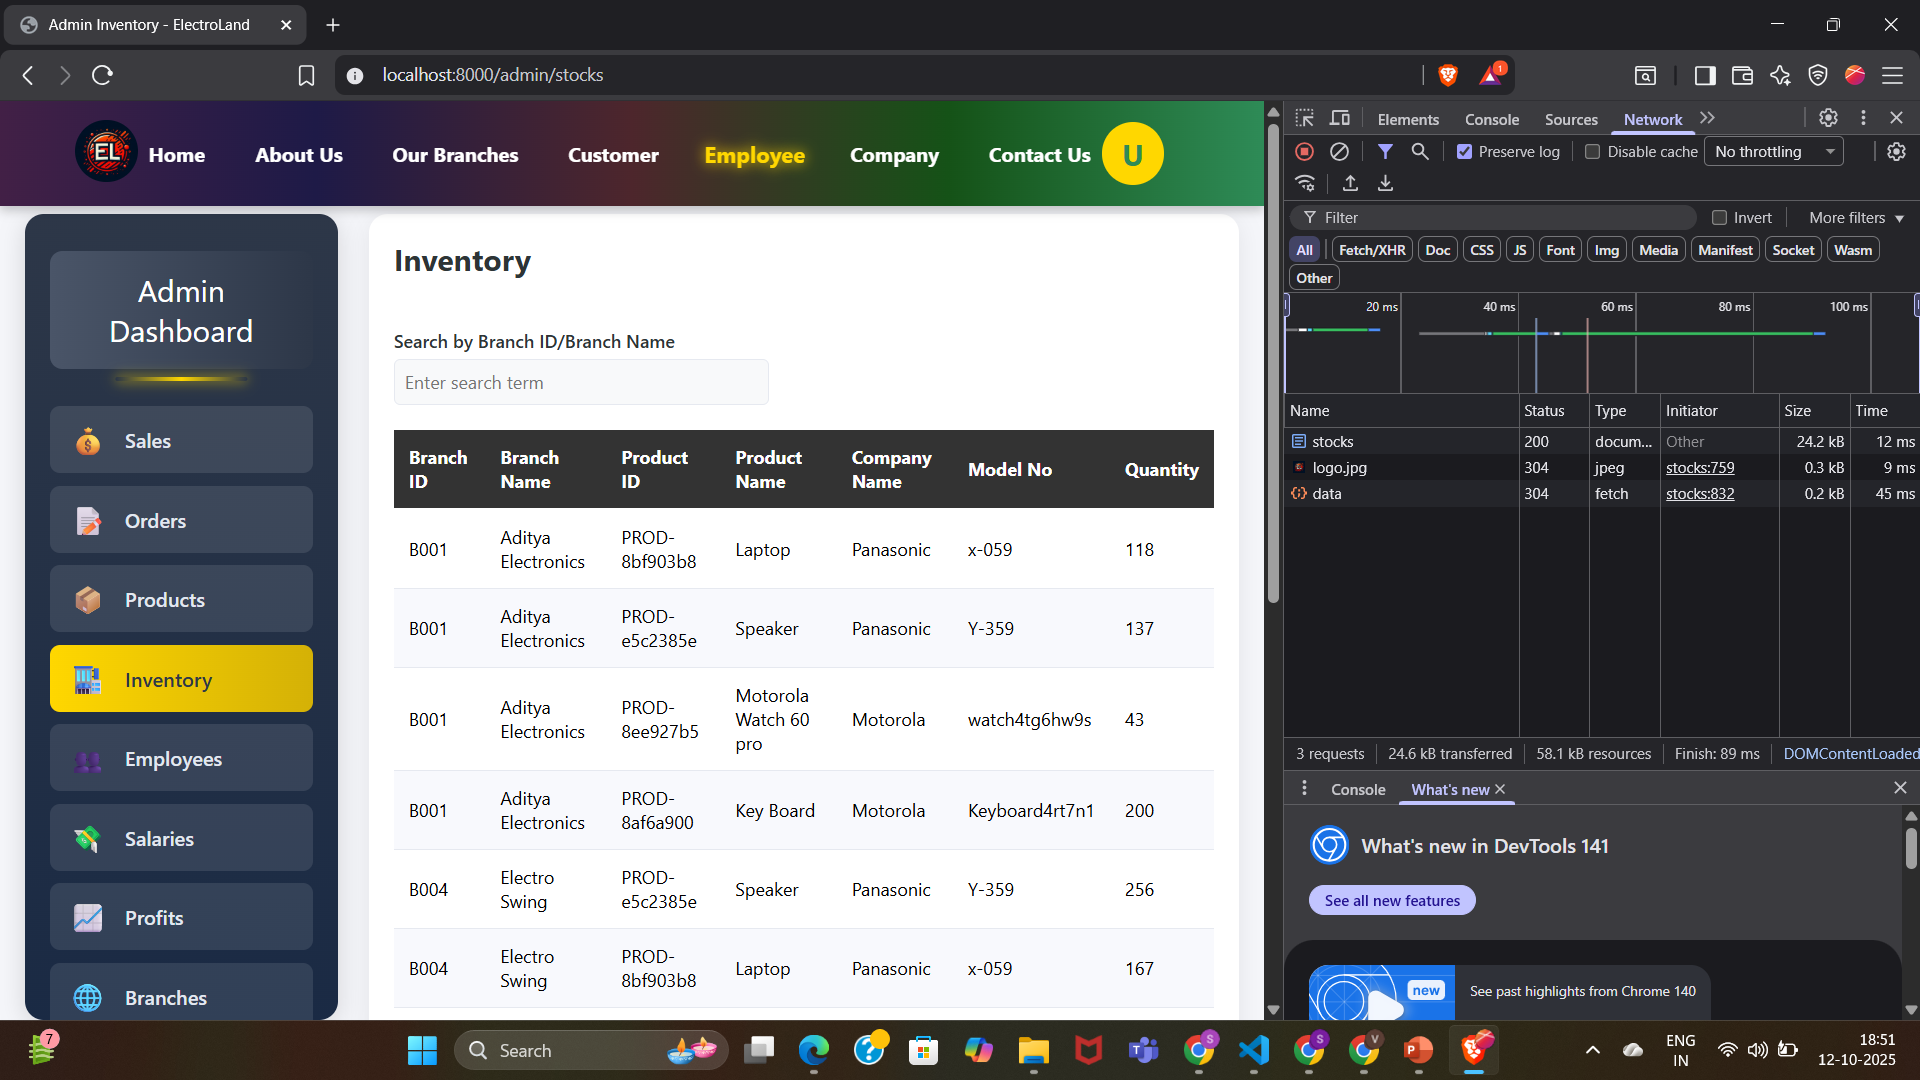 Admin Inventory - ElectroLand
localhost:8000/admin/stocks
1
EL
Home
About Us
Our Branches
Customer
Employee
Company
Contact Us
U
Admin
Dashboard
Sales
Orders
Products
Inventory
Employees
Salaries
Profits
Branches
Inventory
Search by Branch ID/Branch Name
Enter search term
Branch ID Branch Name Product ID Product Name Company Name Model No Quantity
B001 Aditya Electronics PROD-8bf903b8 Laptop Panasonic x-059 118
B001 Aditya Electronics PROD-e5c2385e Speaker Panasonic Y-359 137
B001 Aditya Electronics PROD-8ee927b5 Motorola Watch 60 pro Motorola watch4tg6hw9s 43
B001 Aditya Electronics PROD-8af6a900 Key Board Motorola Keyboard4rt7n1 200
B004 Electro Swing PROD-e5c2385e Speaker Panasonic Y-359 256
B004 Electro Swing PROD-8bf903b8 Laptop Panasonic x-059 167
Elements Console Sources Network
Preserve log Disable cache No throttling
Filter Invert More filters
All Fetch/XHR Doc CSS JS Font Img Media Manifest Socket Wasm
Other
20 ms 40 ms 60 ms 80 ms 100 ms
Name Status Type Initiator Size Time
stocks 200 docum... Other 24.2 kB 12 ms
logo.jpg 304 jpeg stocks:759 0.3 kB 9 ms
data 304 fetch stocks:832 0.2 kB 45 ms
3 requests 24.6 kB transferred 58.1 kB resources Finish: 89 ms DOMContentLoaded
Console What's new
What's new in DevTools 141
See all new features
new
See past highlights from Chrome 140
7
Search
S
S
V
P
ENG
IN
18:51
12-10-2025